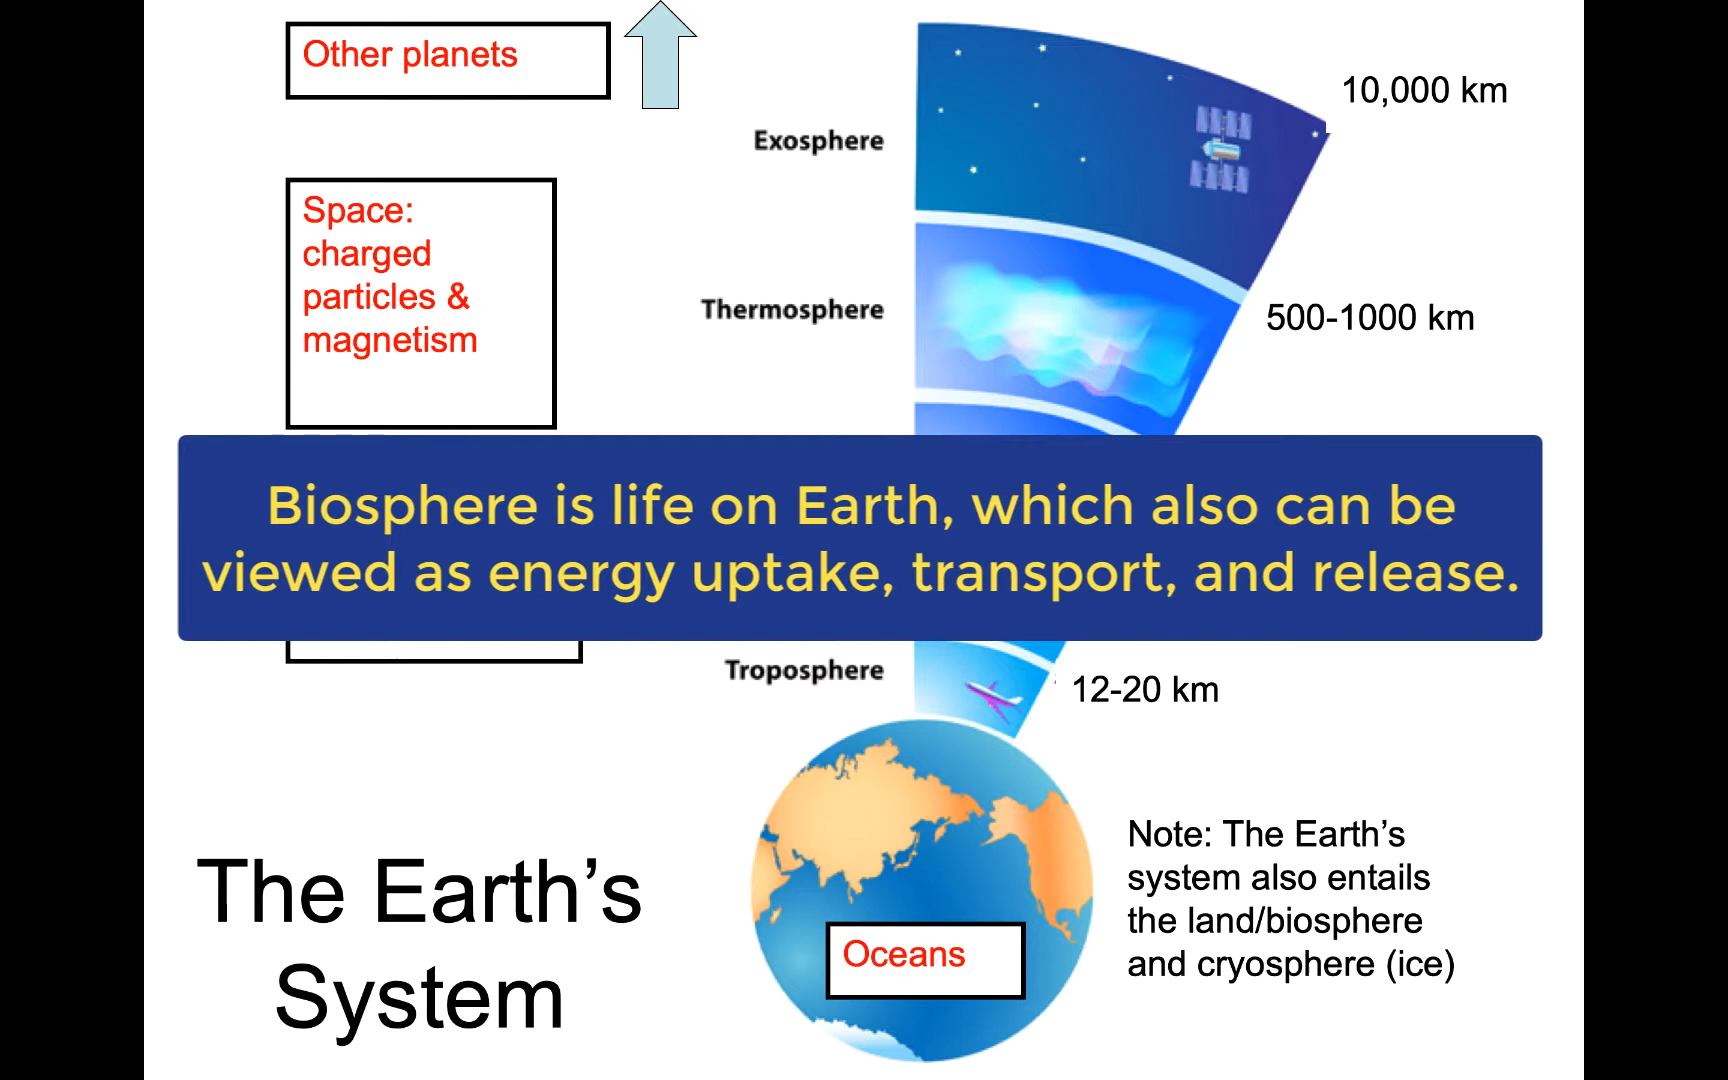 Other planets
10,000 km
Exosphere
Space:
charged
particles &
magnetism
Thermosphere
500-1000 km
Biosphere is life on Earth, which also can be
viewed as energy uptake, transport, and release.
Troposphere
12-20 km
The Earth’s
System
Oceans
Note: The Earth’s
system also entails
the land/biosphere
and cryosphere (ice)